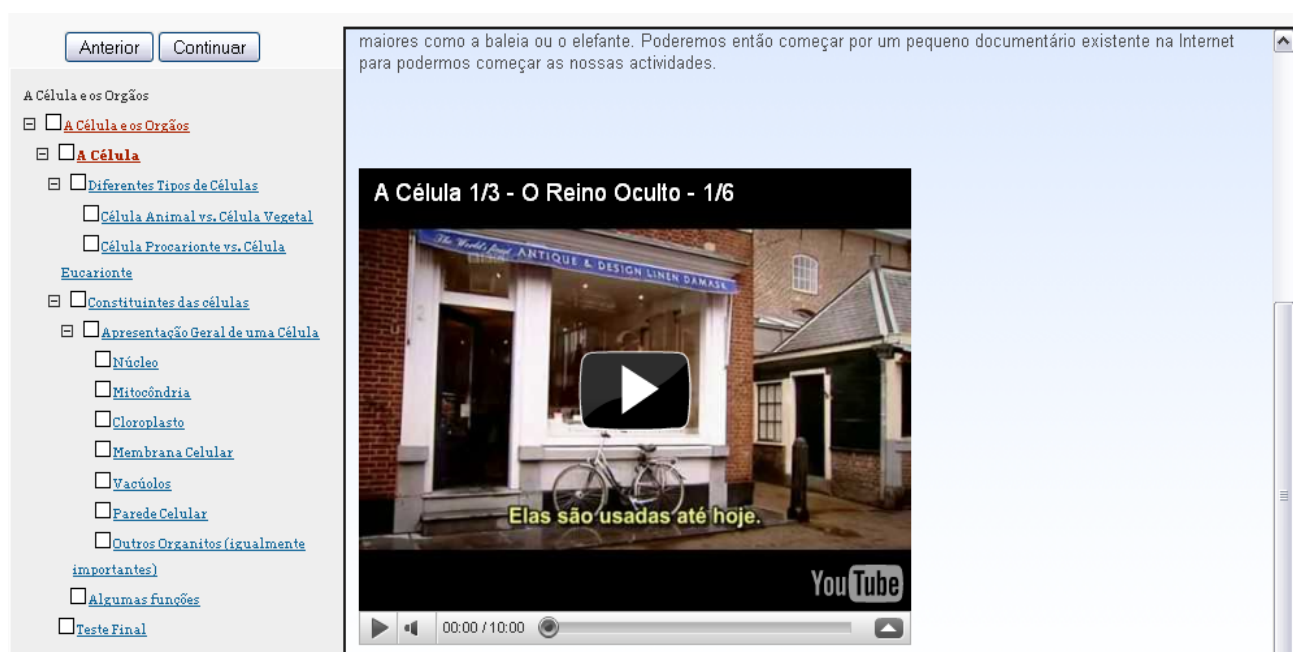 Anterior
Continuar
A Célula e os Orgãos
A Célula e os Orgãos
A Célula
Diferentes Tipos de Células
Célula Animal vs. Célula Vegetal
Célula Procarionte vs. Célula
Eucarionte
Constituintes das células
Apresentação Geral de uma Célula
Núcleo
Mitocôndria
Cloroplasto
Membrana Celular
Vacúolos
Parede Celular
Outros Organitos (igualmente
importantes)
Algumas funções
Teste Final
maiores como a baleia ou o elefante. Poderemos então começar por um pequeno documentário existente na Internet
para podermos começar as nossas actividades.
A Célula 1/3 - O Reino Oculto - 1/6
The World's finest ANTIQUE & DESIGN LINEN DAMASK
Elas são usadas até hoje.
YouTube
00:00 / 10:00